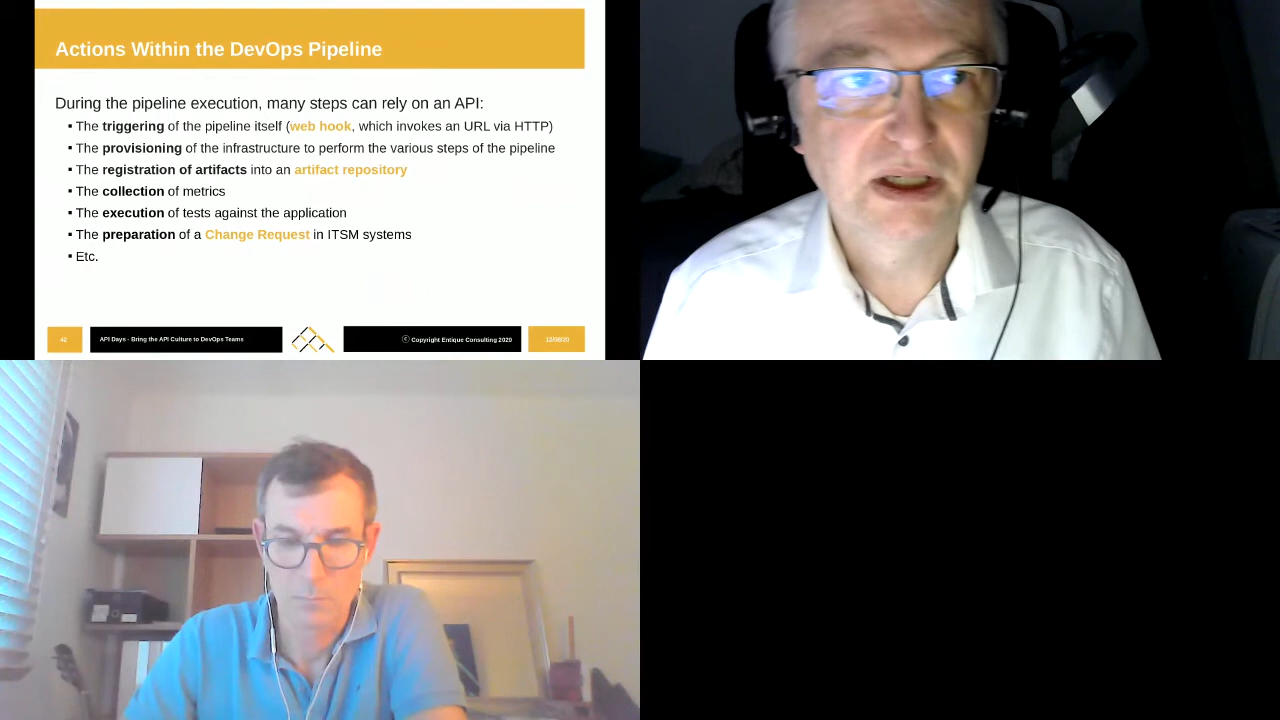 Actions Within the DevOps Pipeline
During the pipeline execution, many steps can rely on an API:
▪ The triggering of the pipeline itself (web hook, which invokes an URL via HTTP)
▪ The provisioning of the infrastructure to perform the various steps of the pipeline
▪ The registration of artifacts into an artifact repository
▪ The collection of metrics
▪ The execution of tests against the application
▪ The preparation of a Change Request in ITSM systems
▪ Etc.
42
API Days - Bring the API Culture to DevOps Teams
© Copyright Entique Consulting 2020
12/08/20